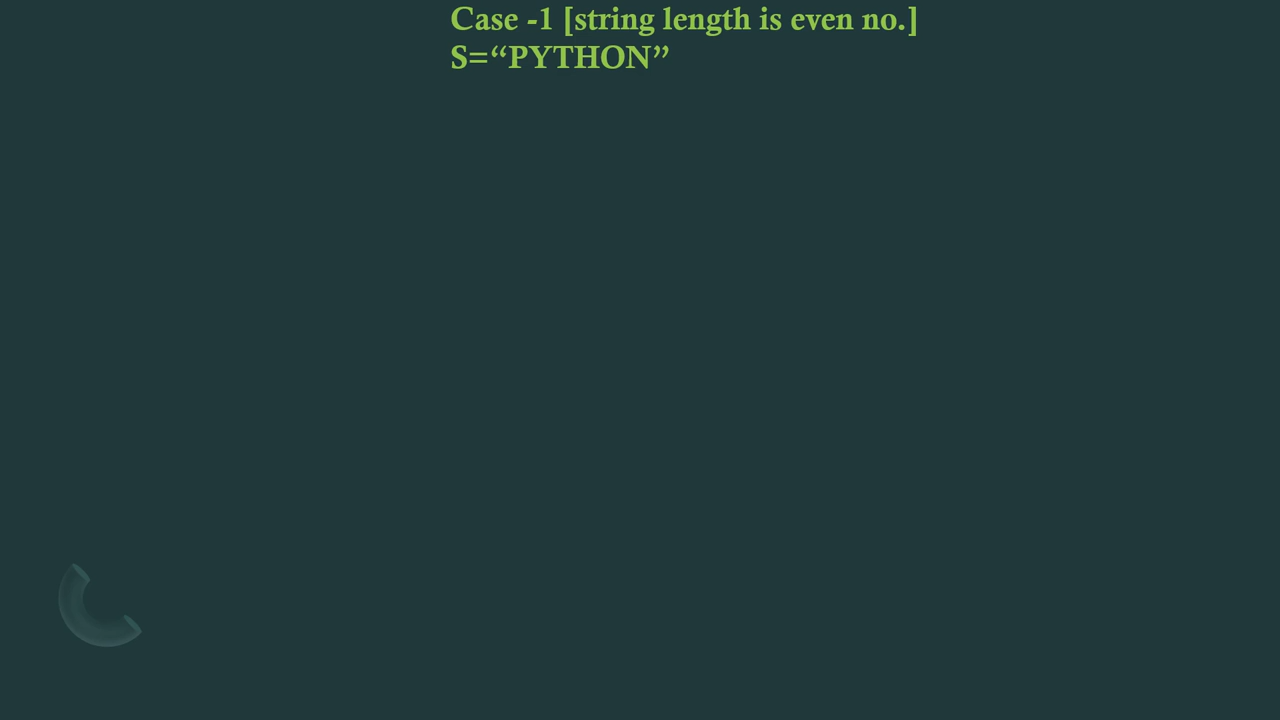 Case -1 [string length is even no.]
S=“PYTHON”